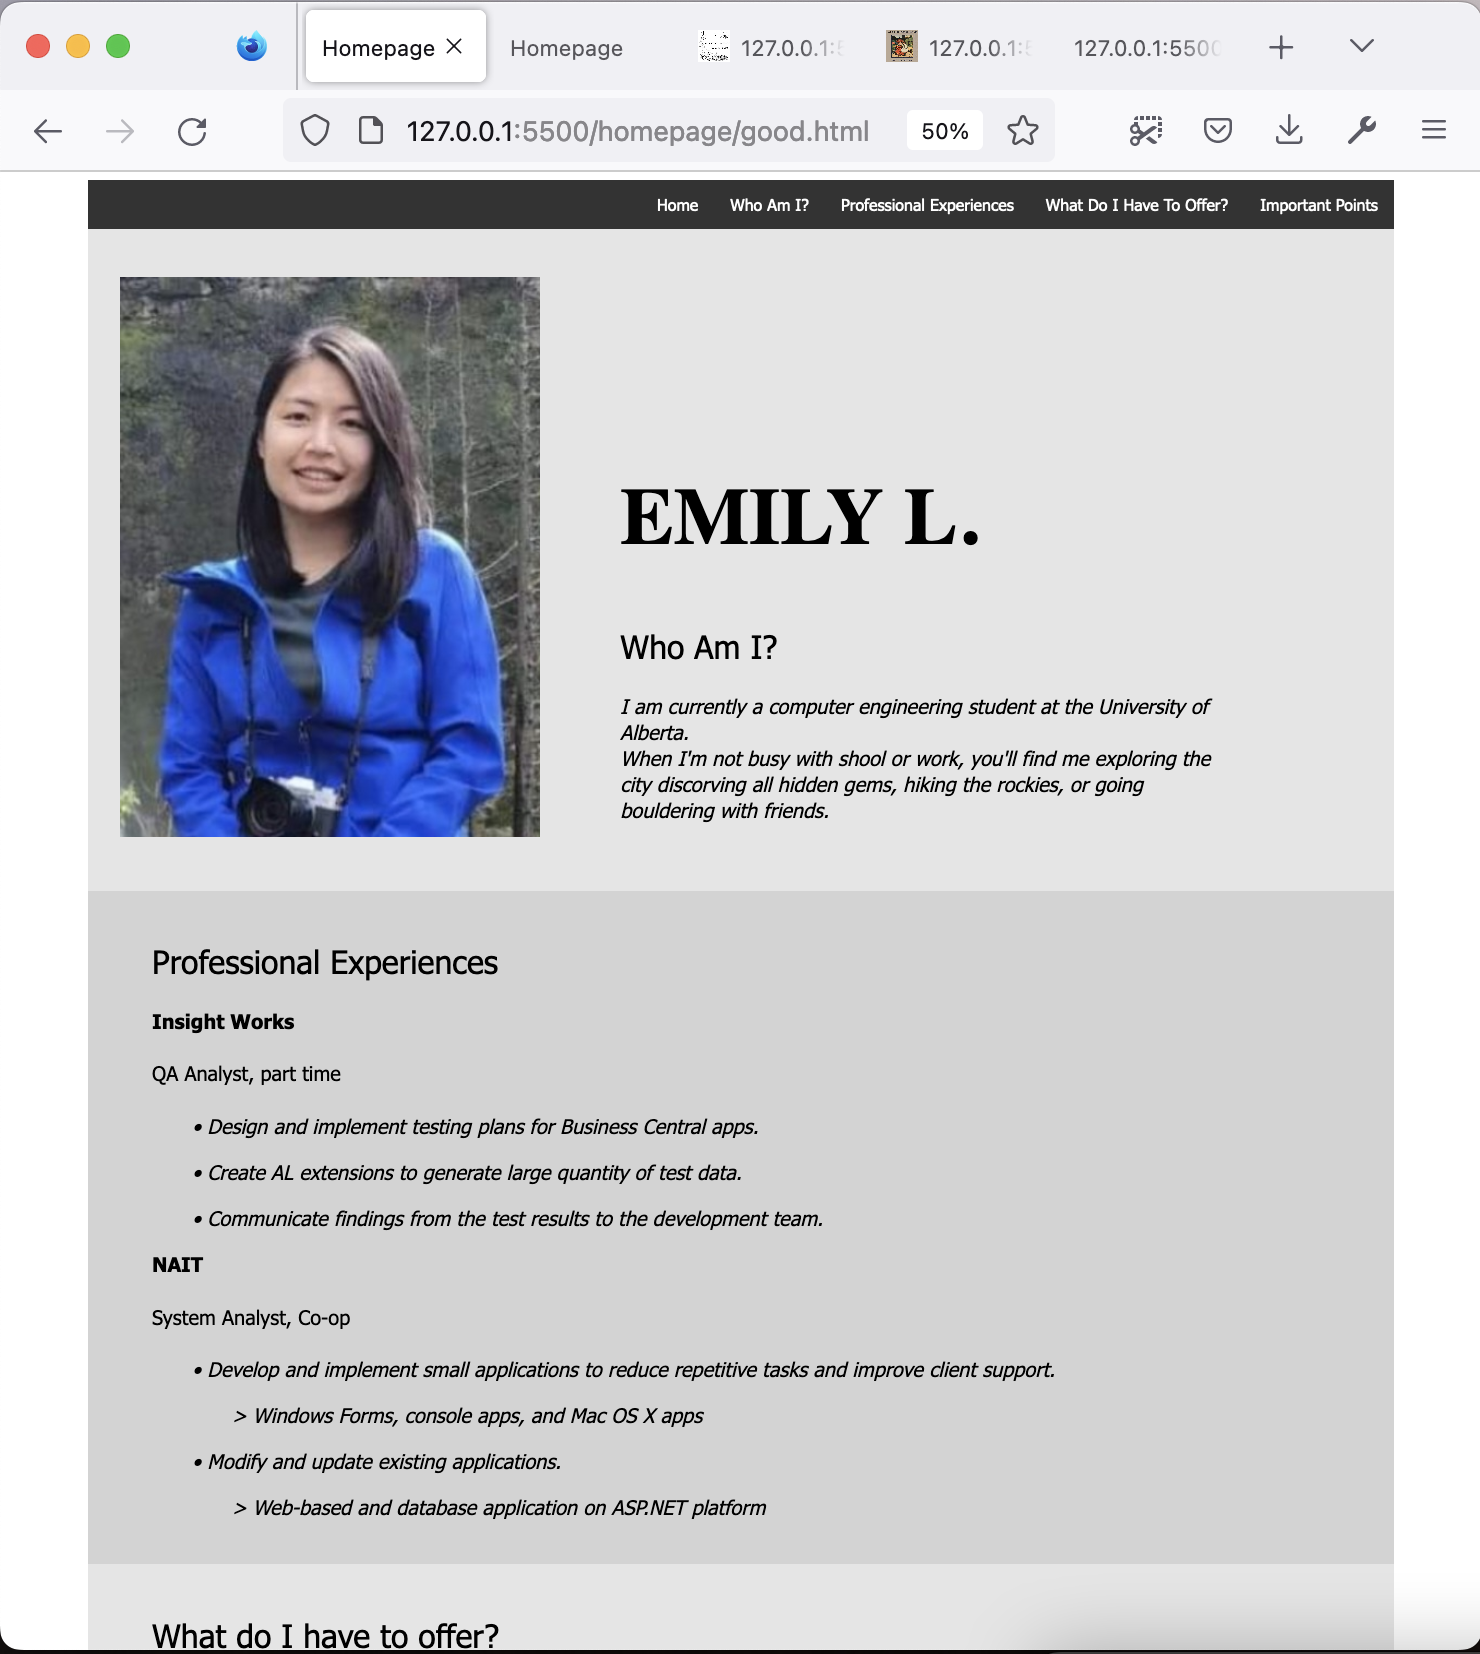 Homepage
Homepage
127.0.0.1:5
127.0.0.1:5
127.0.0.1:5500
127.0.0.1:5500/homepage/good.html
50%
Home Who Am I? Professional Experiences What Do I Have To Offer? Important Points
EMILY L.
Who Am I?
I am currently a computer engineering student at the University of
Alberta.
When I'm not busy with shool or work, you'll find me exploring the
city discorving all hidden gems, hiking the rockies, or going
bouldering with friends.
Professional Experiences
Insight Works
QA Analyst, part time
• Design and implement testing plans for Business Central apps.
• Create AL extensions to generate large quantity of test data.
• Communicate findings from the test results to the development team.
NAIT
System Analyst, Co-op
• Develop and implement small applications to reduce repetitive tasks and improve client support.
> Windows Forms, console apps, and Mac OS X apps
• Modify and update existing applications.
> Web-based and database application on ASP.NET platform
What do I have to offer?